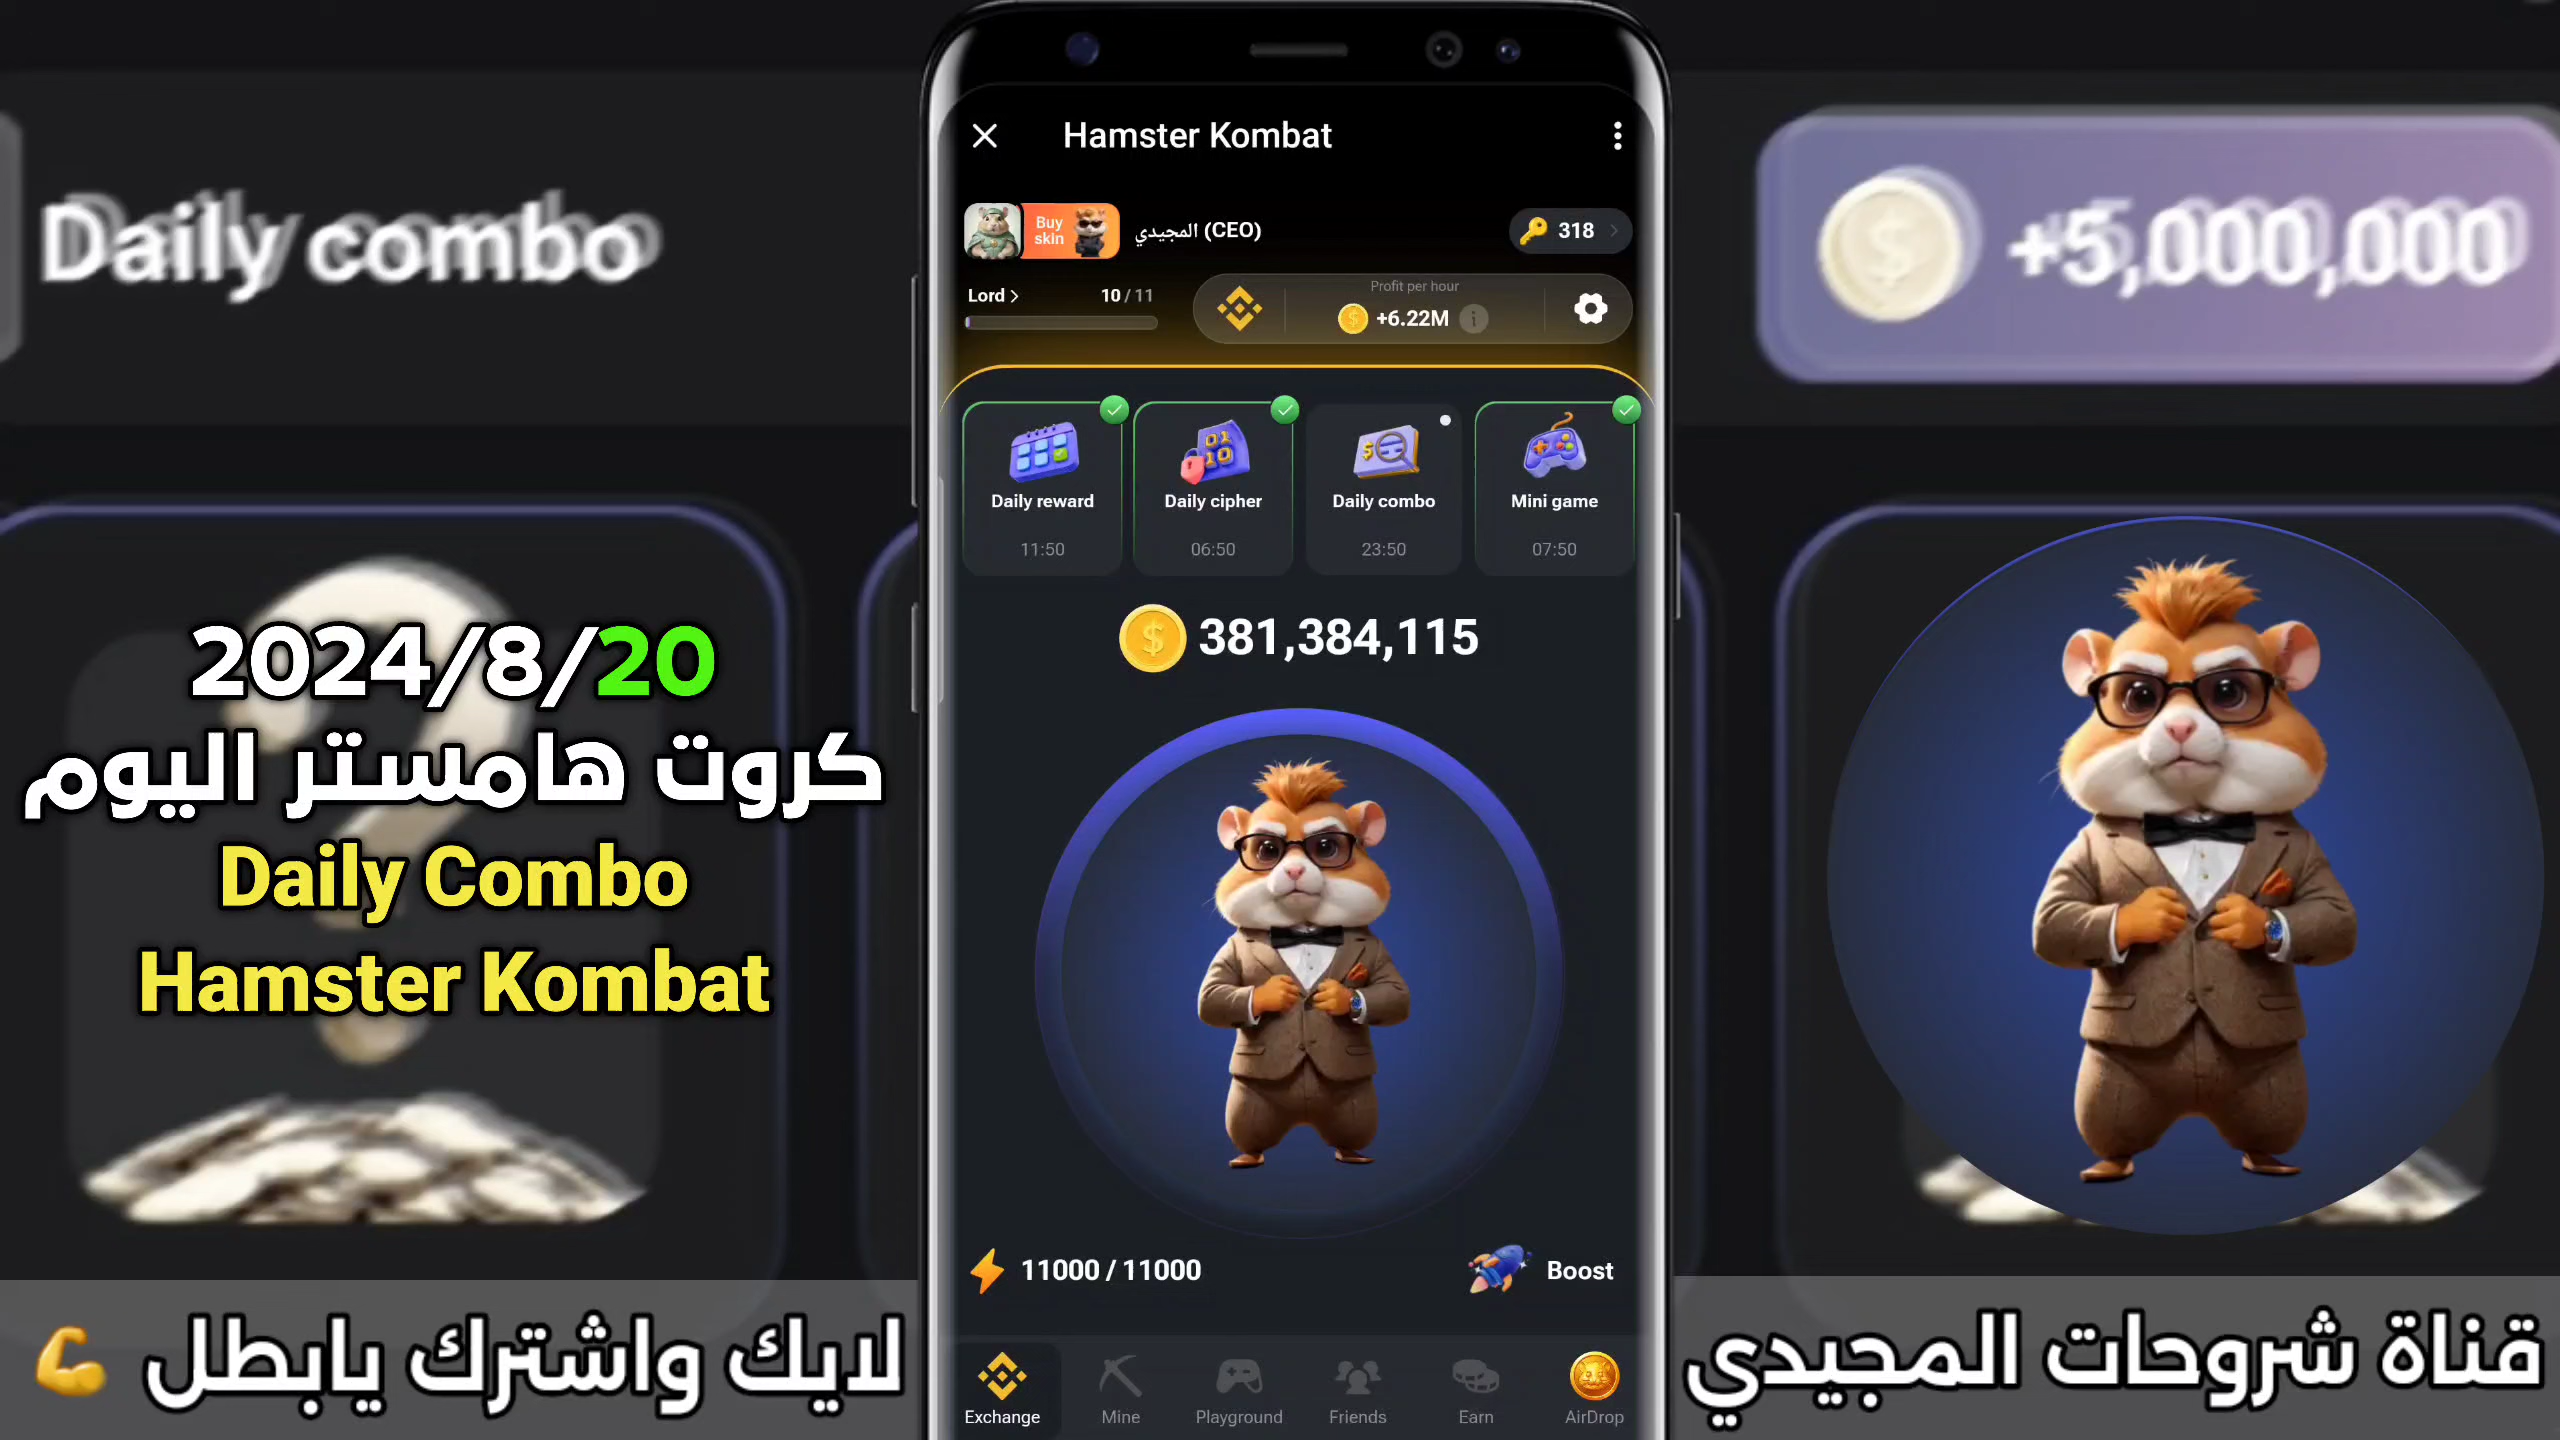 Daily combo
+5,000,000
Hamster Kombat
Buy
skin
المجيدي (CEO)
318
Lord
10 / 11
Profit per hour
+6.22M
Daily reward
11:50
Daily cipher
06:50
Daily combo
23:50
Mini game
07:50
381,384,115
2024/8/20
كروت هامستر اليوم
Daily Combo
Hamster Kombat
11000 / 11000
Boost
لايك واشترك يابطل 💪
قناة شروحات المجيدي
Exchange
Mine
Playground
Friends
Earn
AirDrop